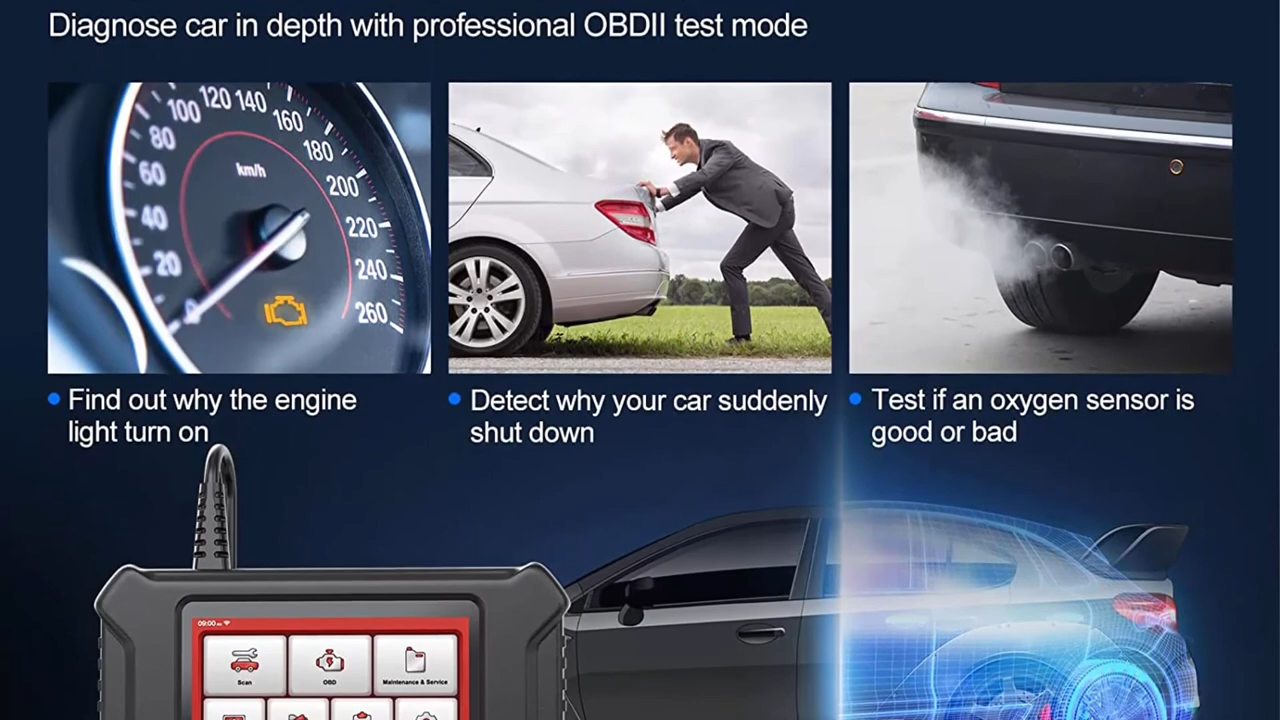 Diagnose car in depth with professional OBDII test mode
120 140
100
160
80
180
60
km/h
200
40
220
20
240
0
260
Find out why the engine
light turn on
Detect why your car suddenly
shut down
Test if an oxygen sensor is
good or bad
09:00 AM
Scan
OBD
Maintenance & Service